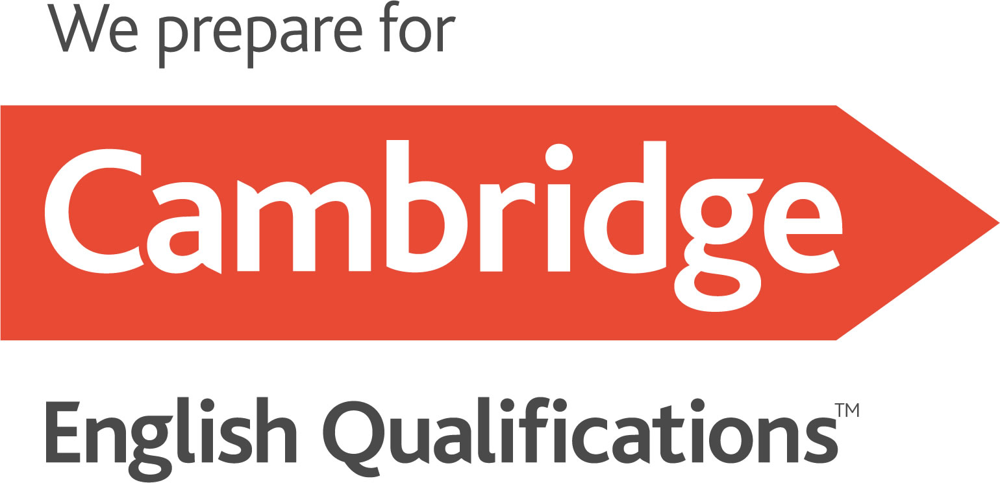 We prepare for
Cambridge
English Qualifications™